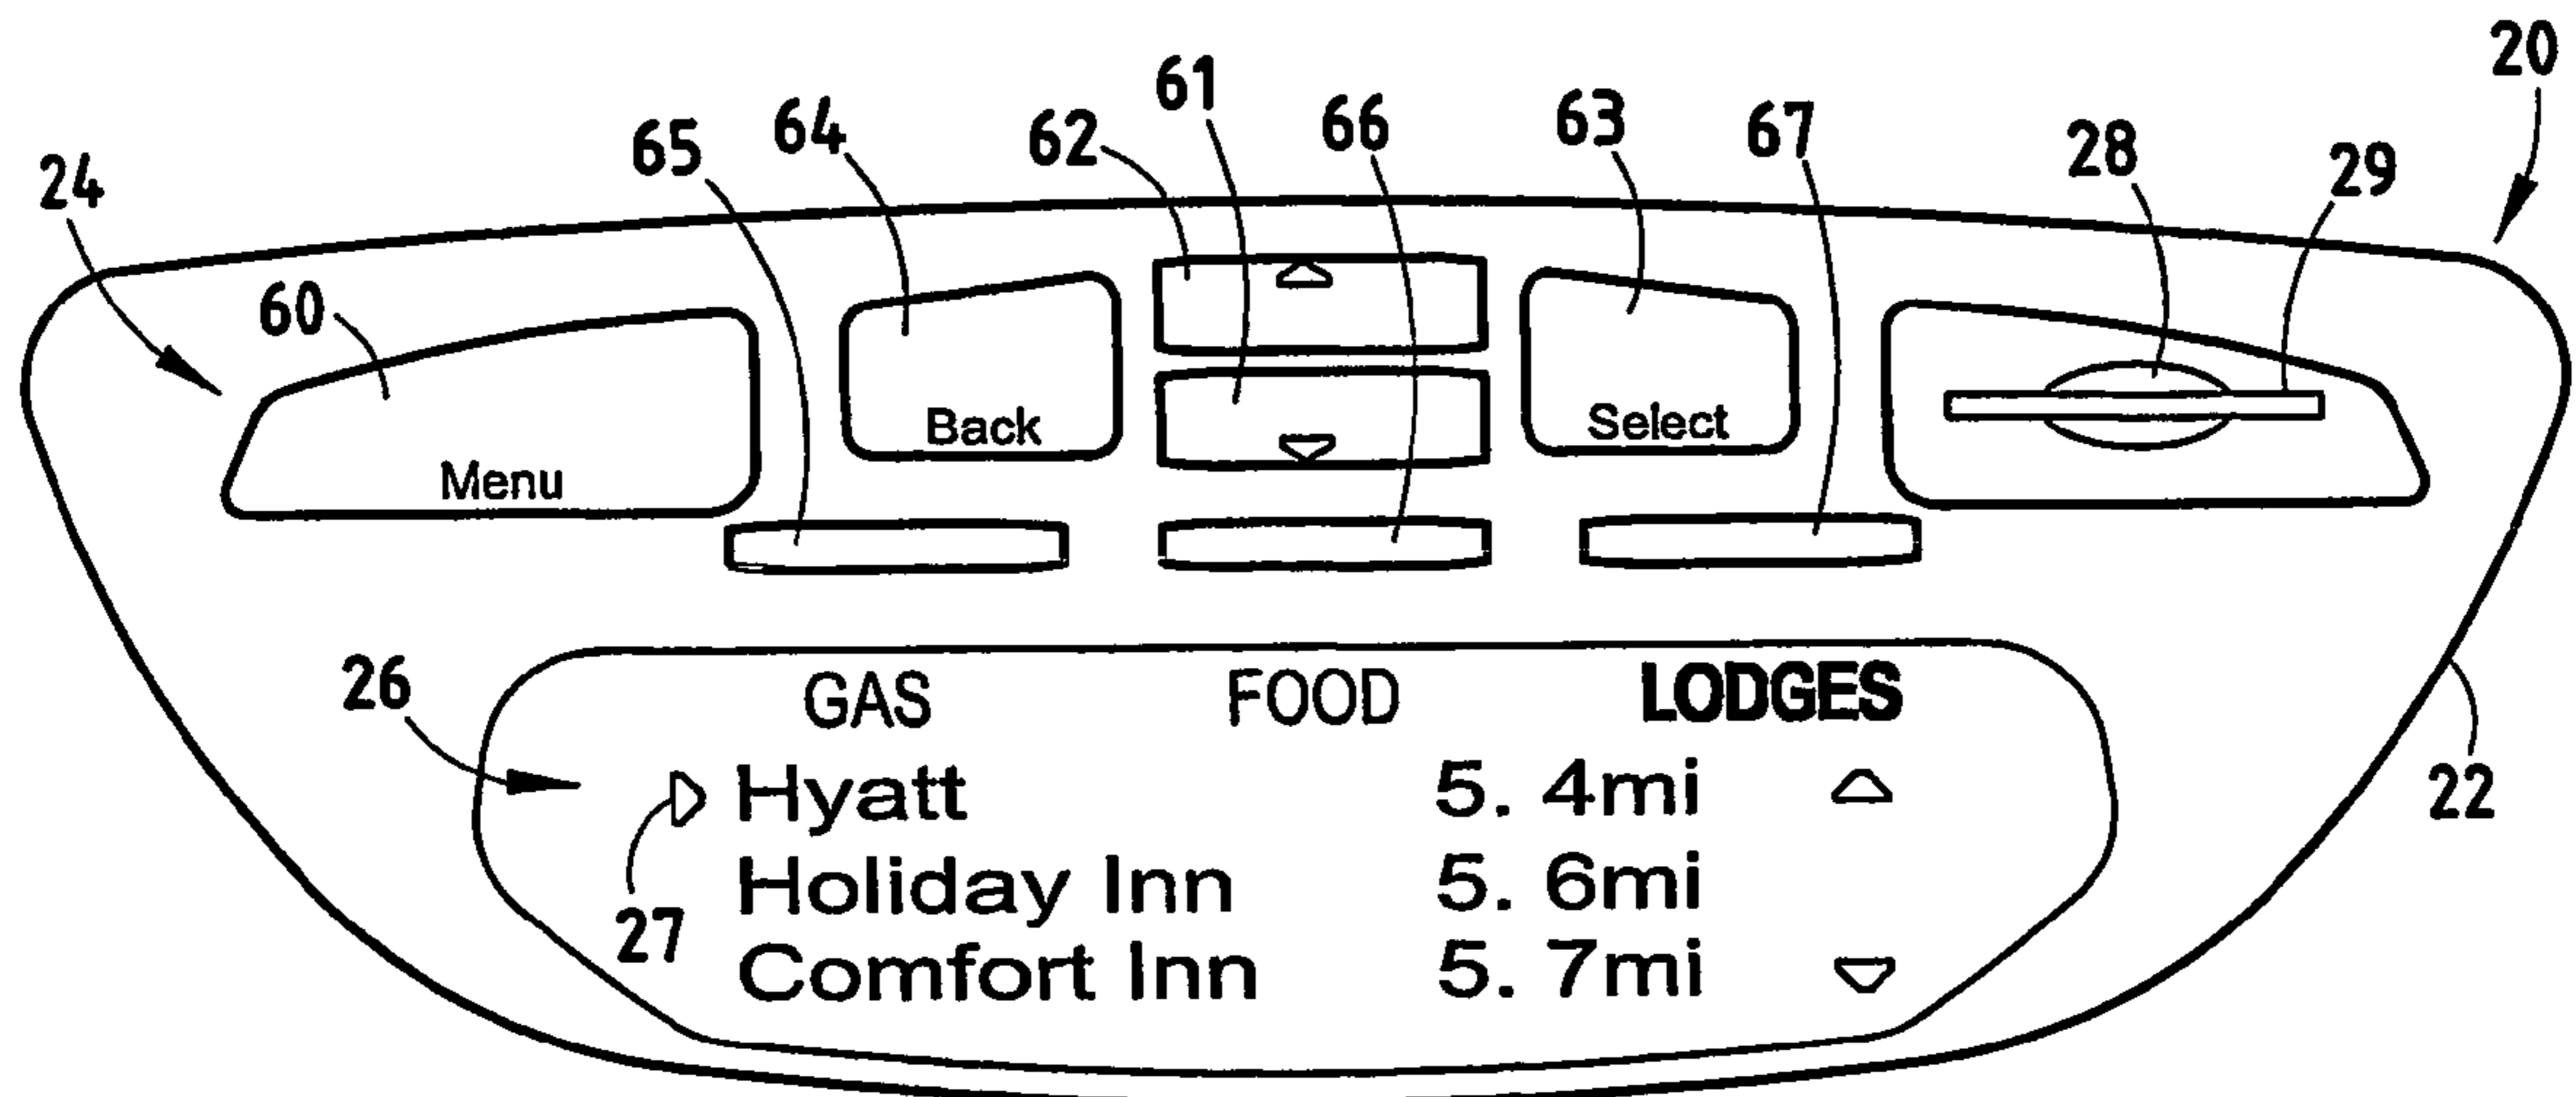 20
61
62
66
63
67
64
65
28
29
24
60
Back
Select
Menu
26
GAS FOOD LODGES
Hyatt 5. 4mi
22
Holiday Inn 5. 6mi
27
Comfort Inn 5. 7mi